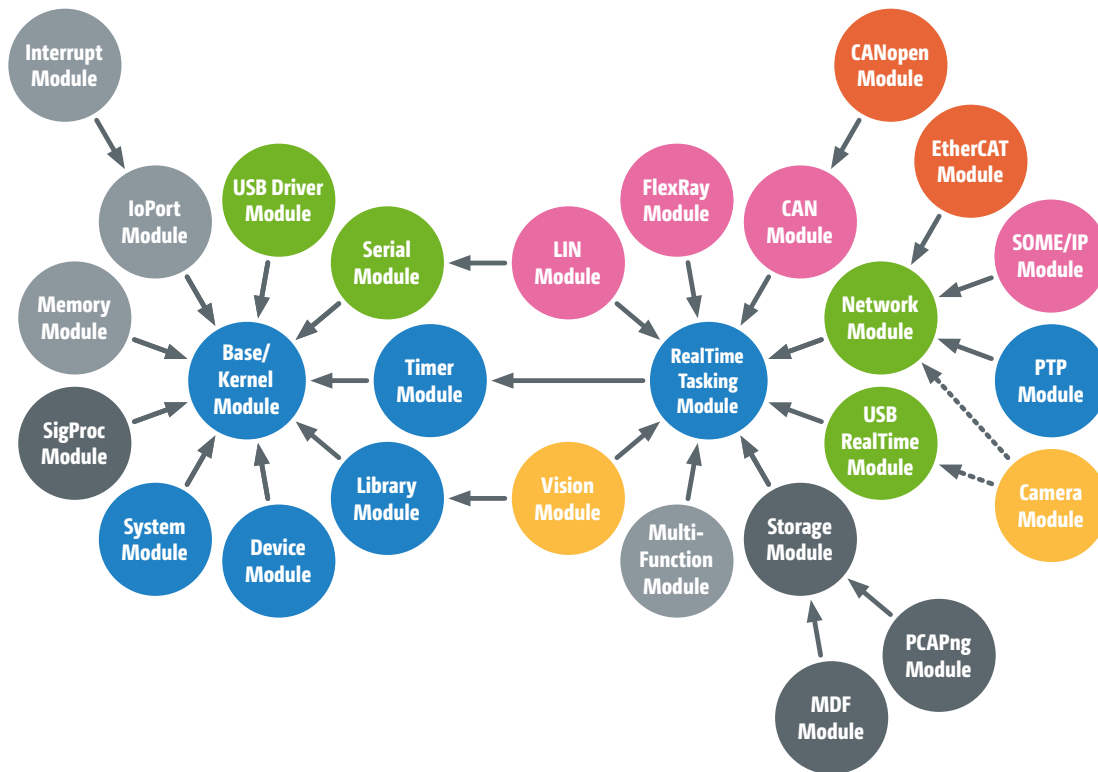 Interrupt
Module
CANopen
Module
EtherCAT
Module
USB Driver
Module
FlexRay
Module
IoPort
Module
CAN
Module
Serial
Module
LIN
Module
SOME/IP
Module
Memory
Module
Network
Module
Base/
Kernel
Module
Timer
Module
RealTime
Tasking
Module
PTP
Module
SigProc
Module
USB
RealTime
Module
Library
Module
Vision
Module
Camera
Module
System
Module
Device
Module
Multi-
Function
Module
Storage
Module
PCAPng
Module
MDF
Module